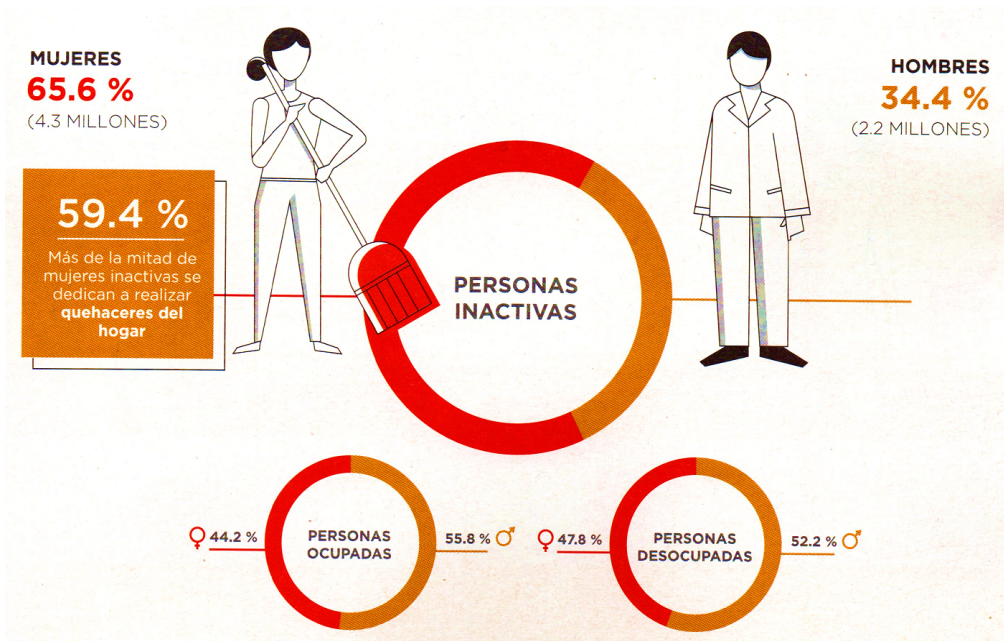 MUJERES
65.6 %
(4.3 MILLONES)
HOMBRES
34.4 %
(2.2 MILLONES)
59.4 %
Más de la mitad de
mujeres inactivas se
dedican a realizar
quehaceres del
hogar
PERSONAS
INACTIVAS
♀ 44.2 %
PERSONAS
OCUPADAS
55.8 % ♂
♀ 47.8 %
PERSONAS
DESOCUPADAS
52.2 % ♂